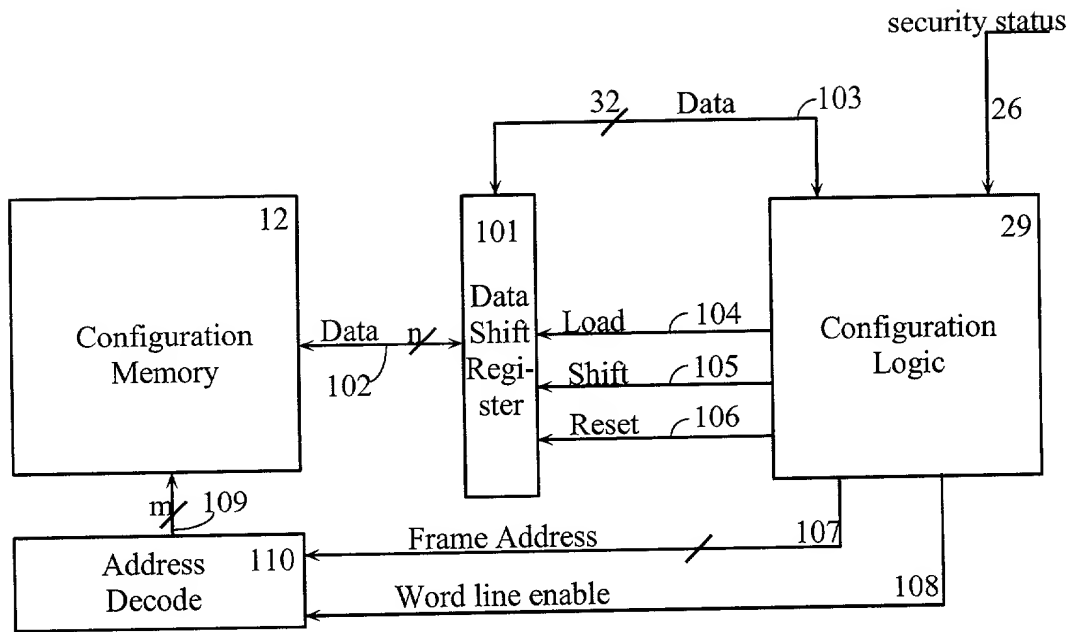 security status
32 Data 103
26
12
Configuration
Memory
101
Data
Shift
Regi-
ster
29
Configuration
Logic
Data n
102
Load 104
Shift 105
Reset 106
m 109
Address
Decode
110
Frame Address
107
Word line enable
108